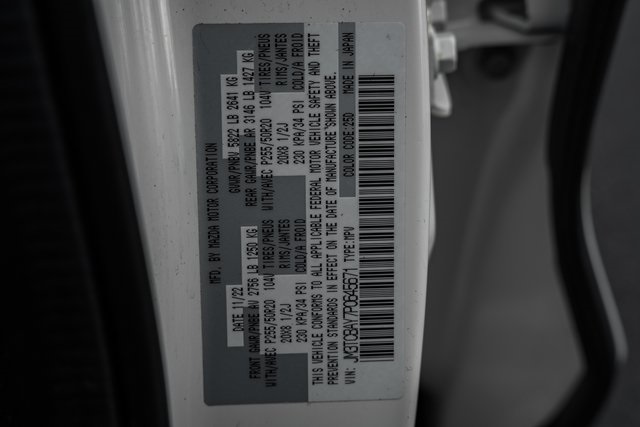 MFD. BY MAZDA MOTOR CORPORATION
DATE 11/22 GVWR/PNBV 5822 LB 2641 KG
FRONT GAWR/PNBE AV 2756 LB 1250 KG REAR GAWR/PNBE AR 3146 LB 1427 KG
WITH/AVEC P255/50R20 104V TIRES/PNEUS WITH/AVEC P255/50R20 104V TIRES/PNEUS
20X8 1/2J RIMS/JANTES 20X8 1/2J RIMS/JANTES
230 KPA/34 PSI COLD/A FROID 230 KPA/34 PSI COLD/A FROID
THIS VEHICLE CONFORMS TO ALL APPLICABLE FEDERAL MOTOR VEHICLE SAFETY AND THEFT
PREVENTION STANDARDS IN EFFECT ON THE DATE OF MANUFACTURE SHOWN ABOVE.
VIN: JM3TCBAY7P0645671 TYPE:MPV COLOR CODE:25D MADE IN JAPAN